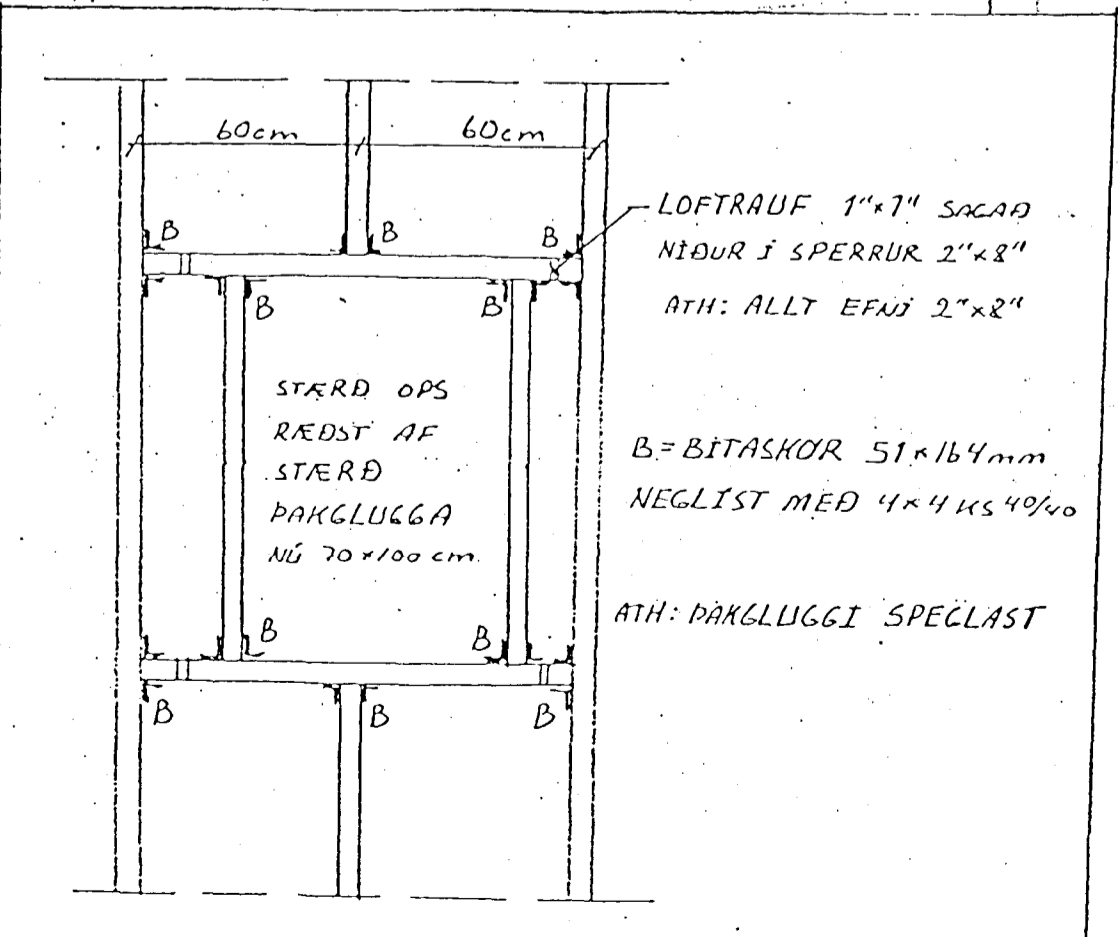 60cm
60cm
B
B
B
LOFTRAUF 1"x7" SAGAÐ
NIÐUR Í SPERRUR 2"x8"
ATH: ALLT EFNI 2"x8"
B
B
STÆRÐ OPS
RÆÐST AF
STÆRÐ
ÞAKGLUGGA
NÚ 70x100 cm.
B = BITASKÓR 51x164mm
NEGLIST MEÐ 4x4 KS 40/40
ATH: ÞAKGLUGGI SPEGLAST
B
B
B
B
B